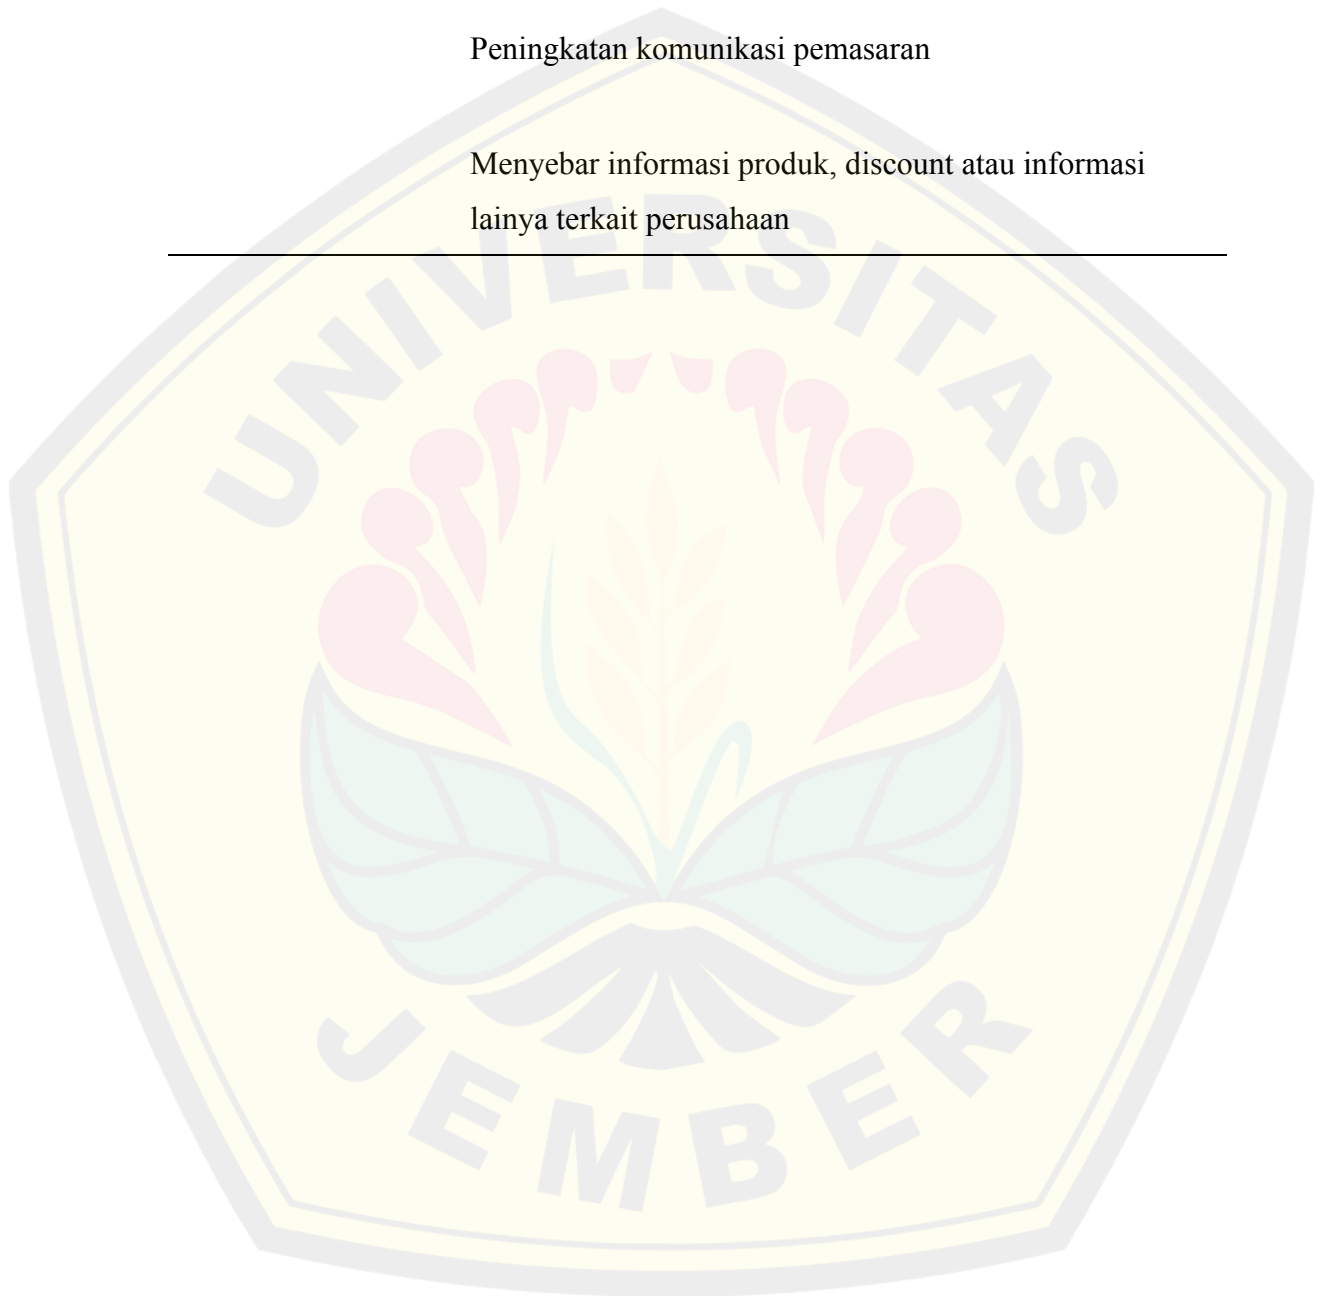 Peningkatan komunikasi pemasaran
Menyebar informasi produk, discount atau informasi
lainya terkait perusahaan
UNIVERSITAS
JEMBER